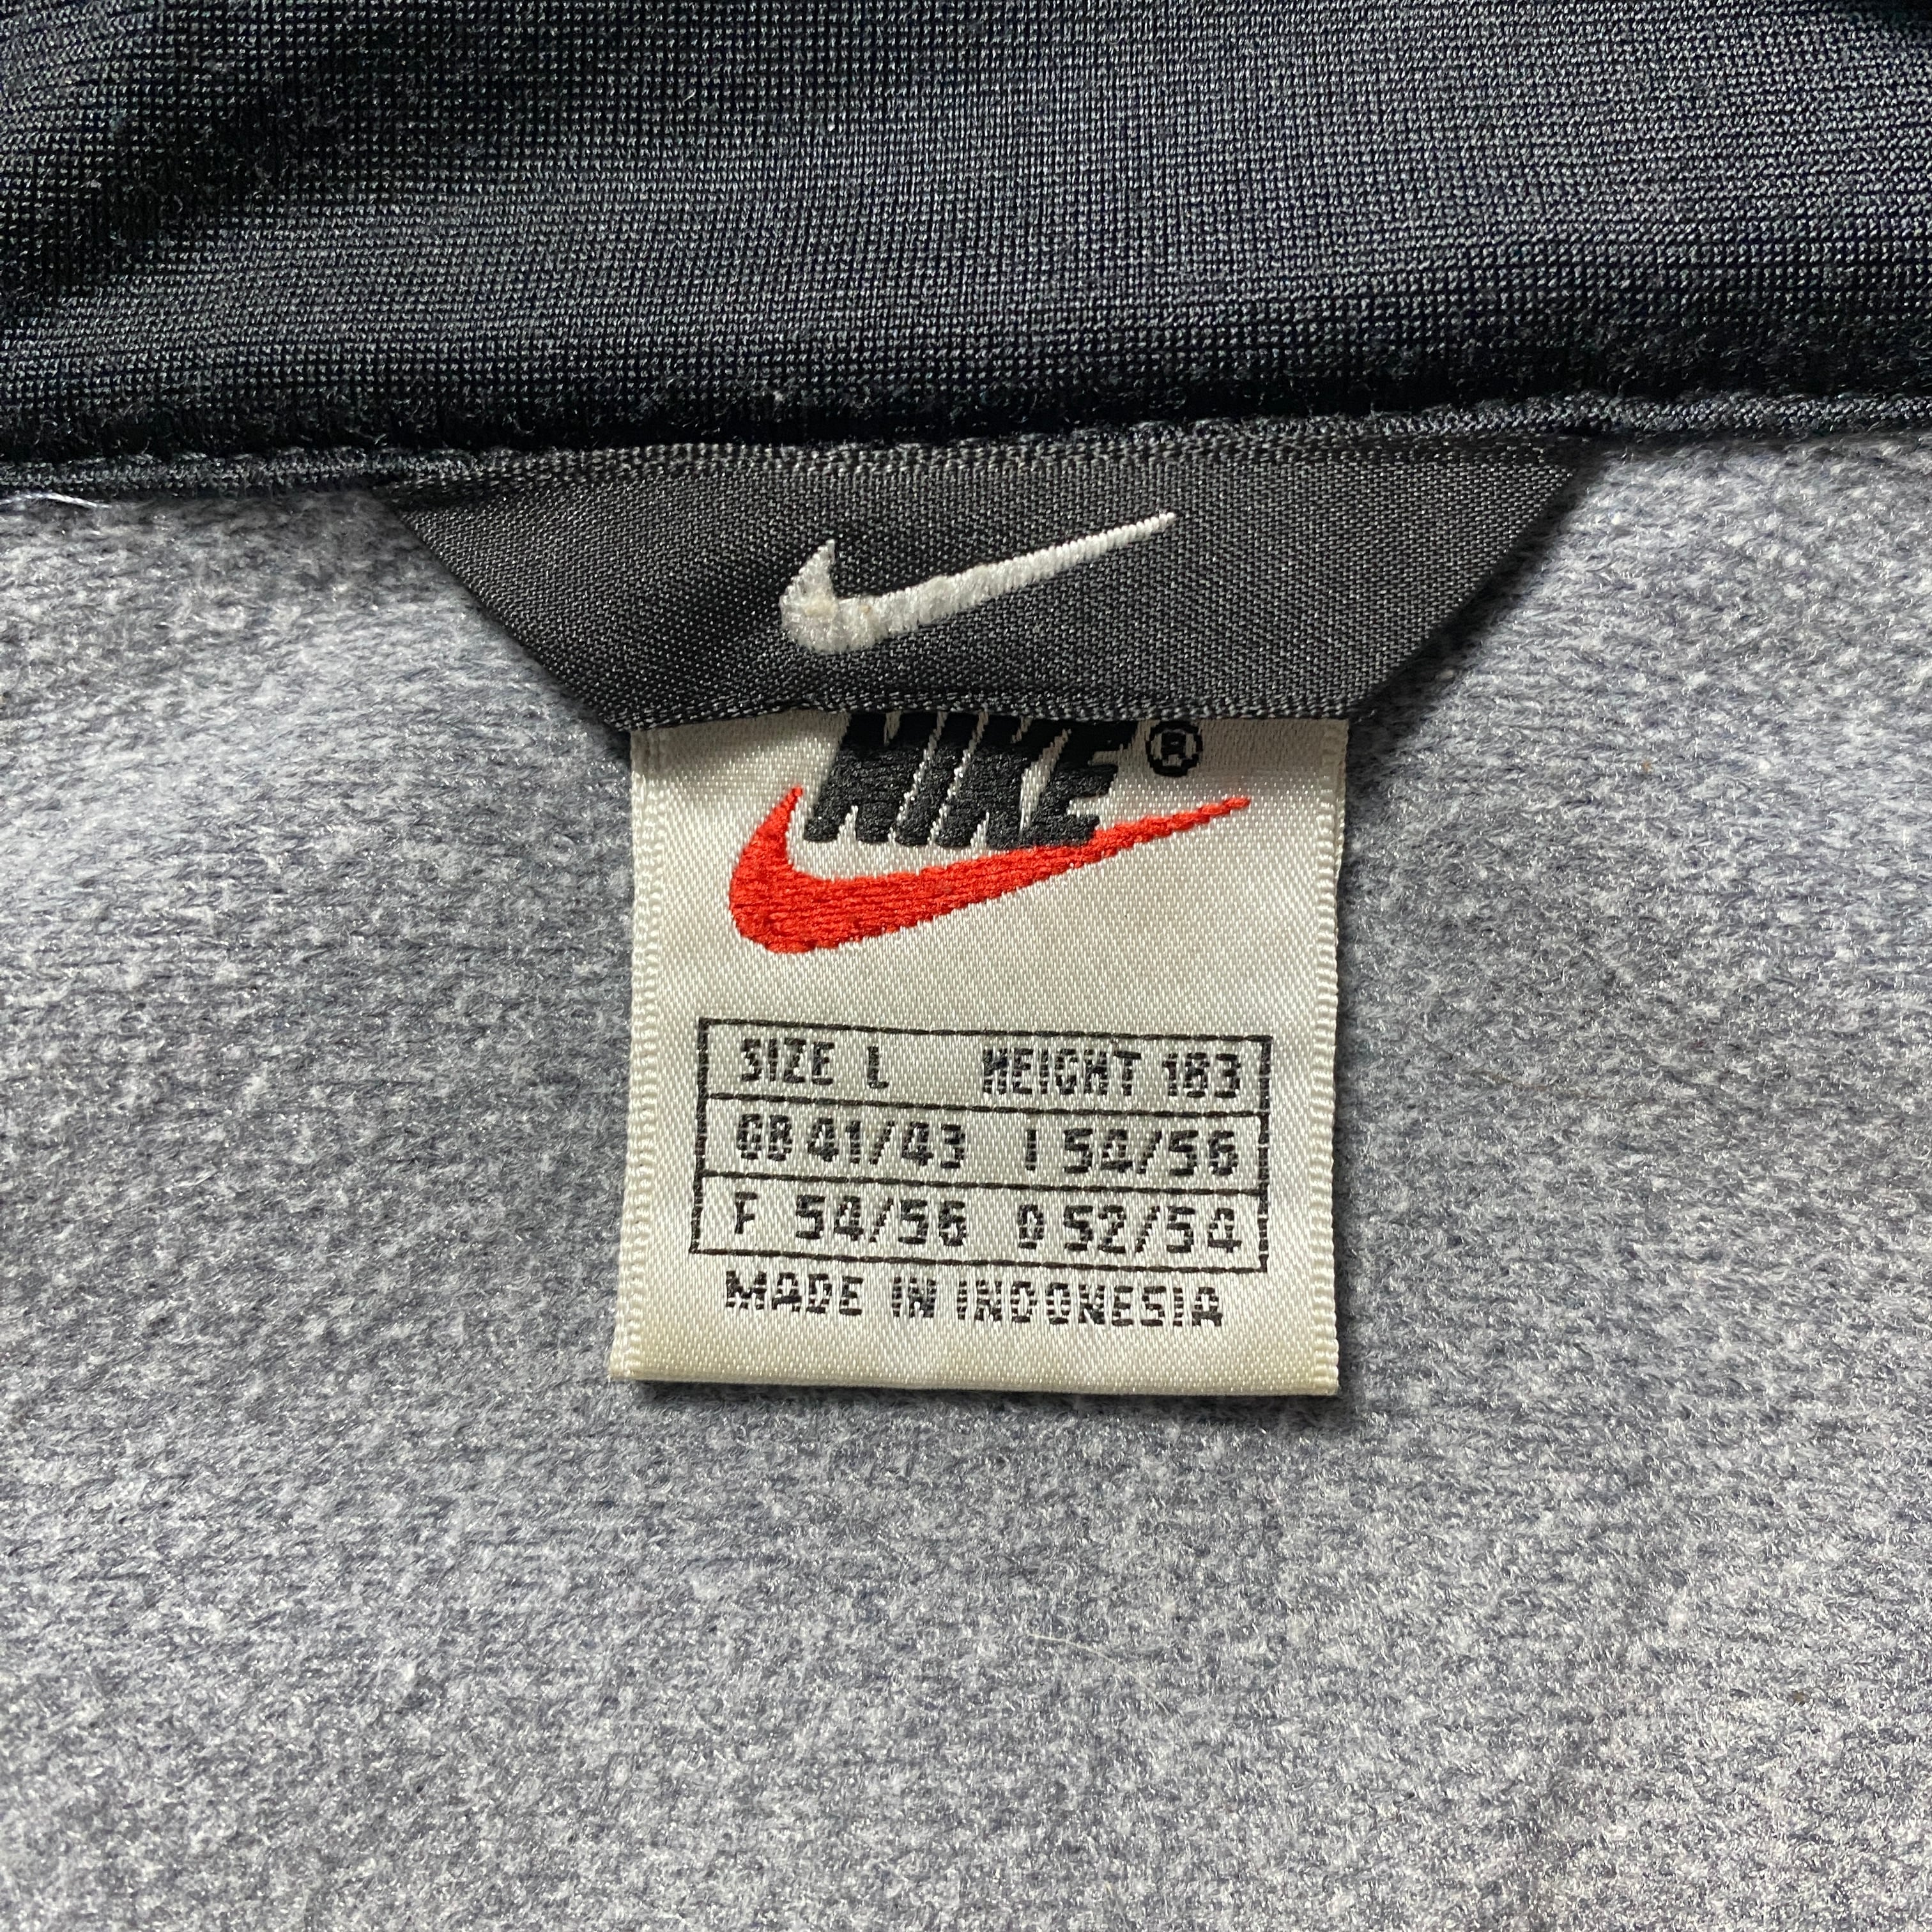 NIKE®
SIZE L HEIGHT 183
GB 41/43 I 54/56
F 54/56 D 52/54
MADE IN INDONESIA